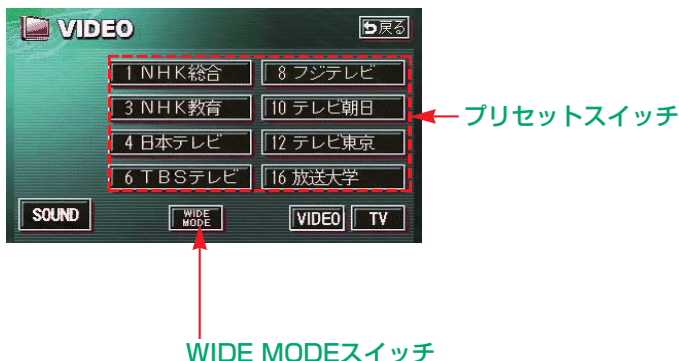 VIDEO
戻る
1 NHK総合
8 フジテレビ
3 NHK教育
10 テレビ朝日
プリセットスイッチ
4 日本テレビ
12 テレビ東京
6 TBSテレビ
16 放送大学
SOUND
WIDE
MODE
VIDEO
TV
WIDE MODEスイッチ